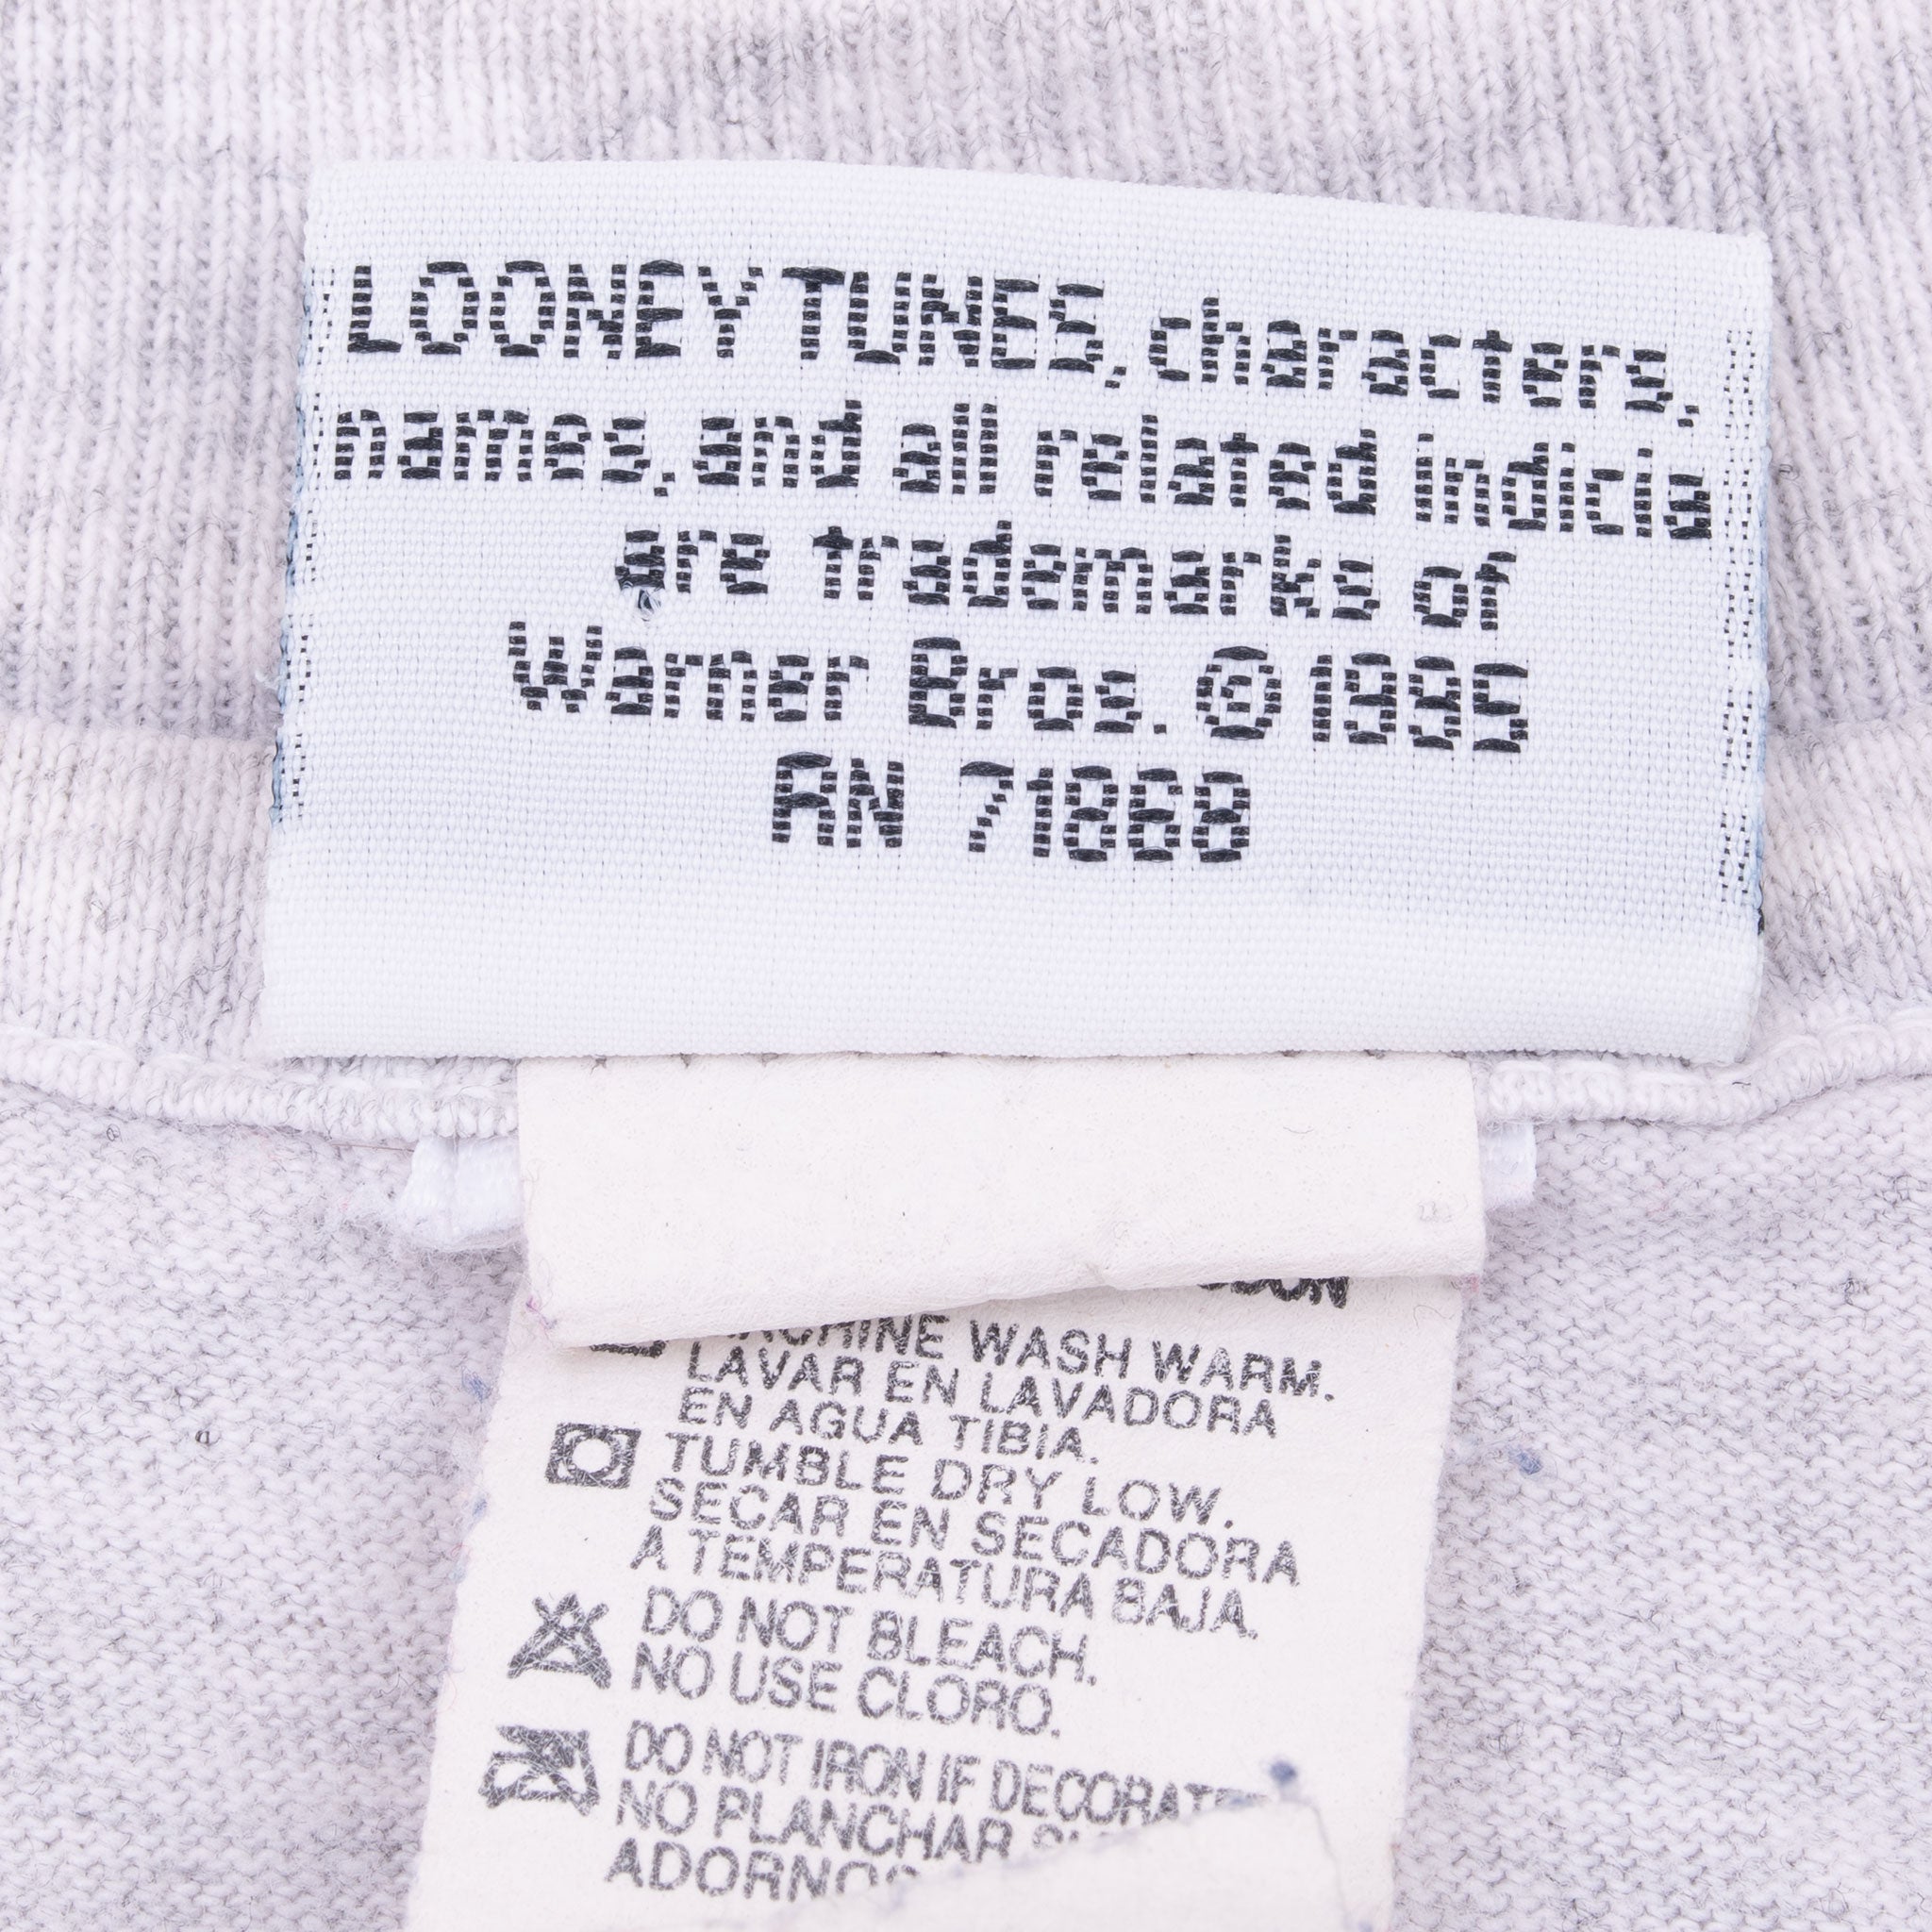 LOONEY TUNES, characters,
names, and all related indicia
are trademarks of
Warner Bros. © 1995
RN 71868
MACHINE WASH WARM.
LAVAR EN LAVADORA
EN AGUA TIBIA.
TUMBLE DRY LOW.
SECAR EN SECADORA
A TEMPERATURA BAJA.
DO NOT BLEACH.
NO USE CLORO.
DO NOT IRON IF DECORATED
NO PLANCHAR
ADORNOS